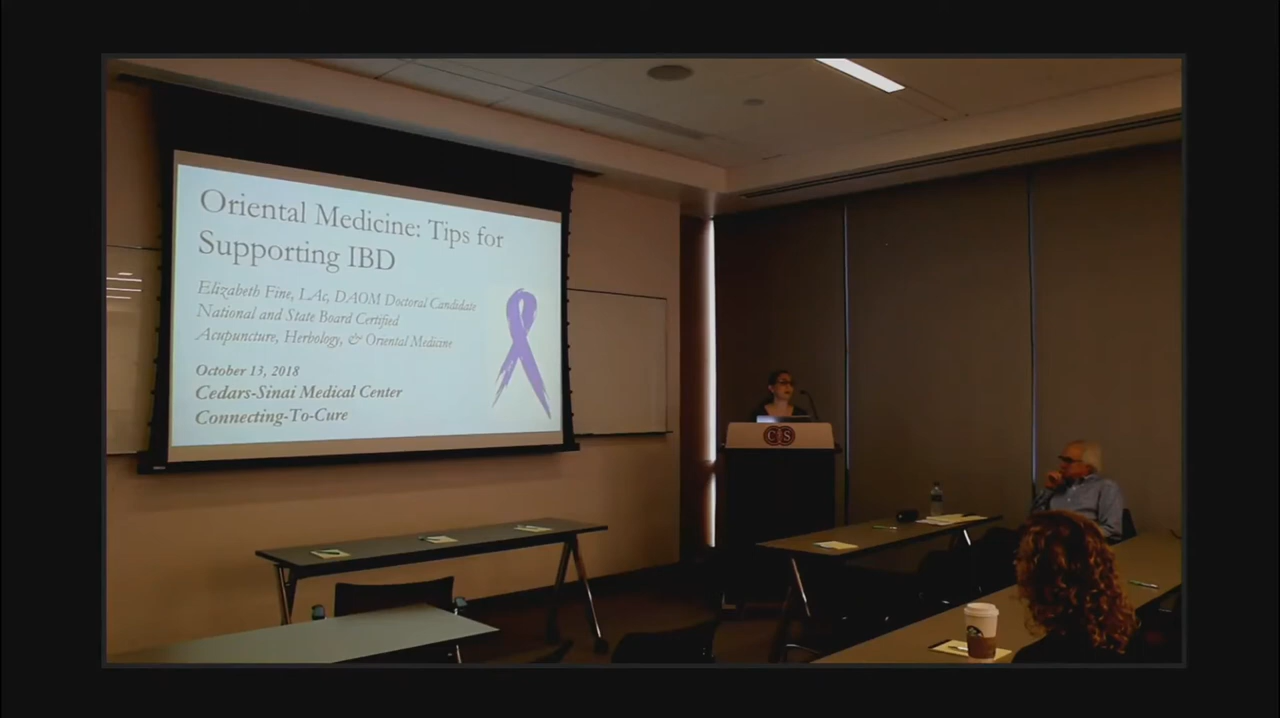 Oriental Medicine: Tips for
Supporting IBD
Elizabeth Fine, LAc, DAOM Doctoral Candidate
National and State Board Certified
Acupuncture, Herbology, & Oriental Medicine
October 13, 2018
Cedars-Sinai Medical Center
Connecting-To-Cure
CS